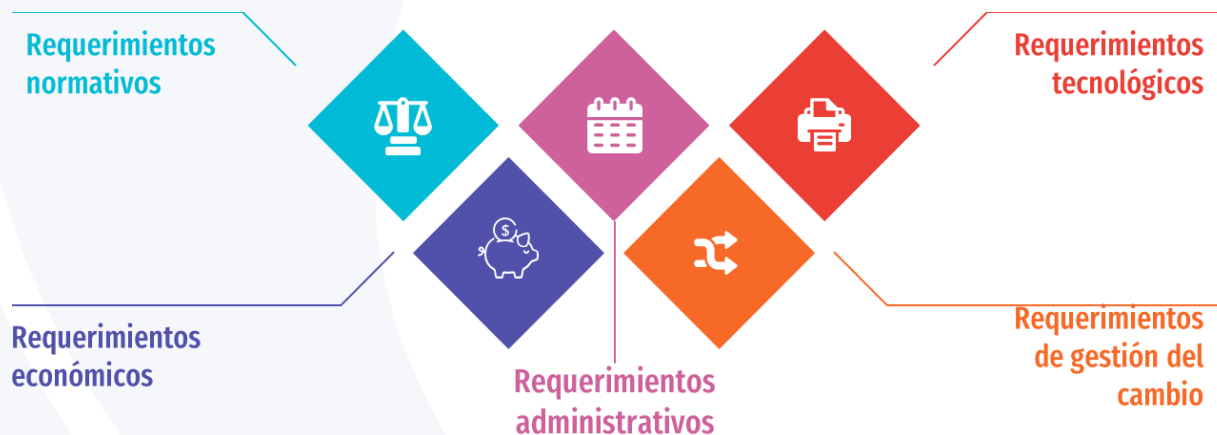 Requerimientos
normativos
Requerimientos
tecnológicos
$
Requerimientos
económicos
Requerimientos
administrativos
Requerimientos
de gestión del
cambio